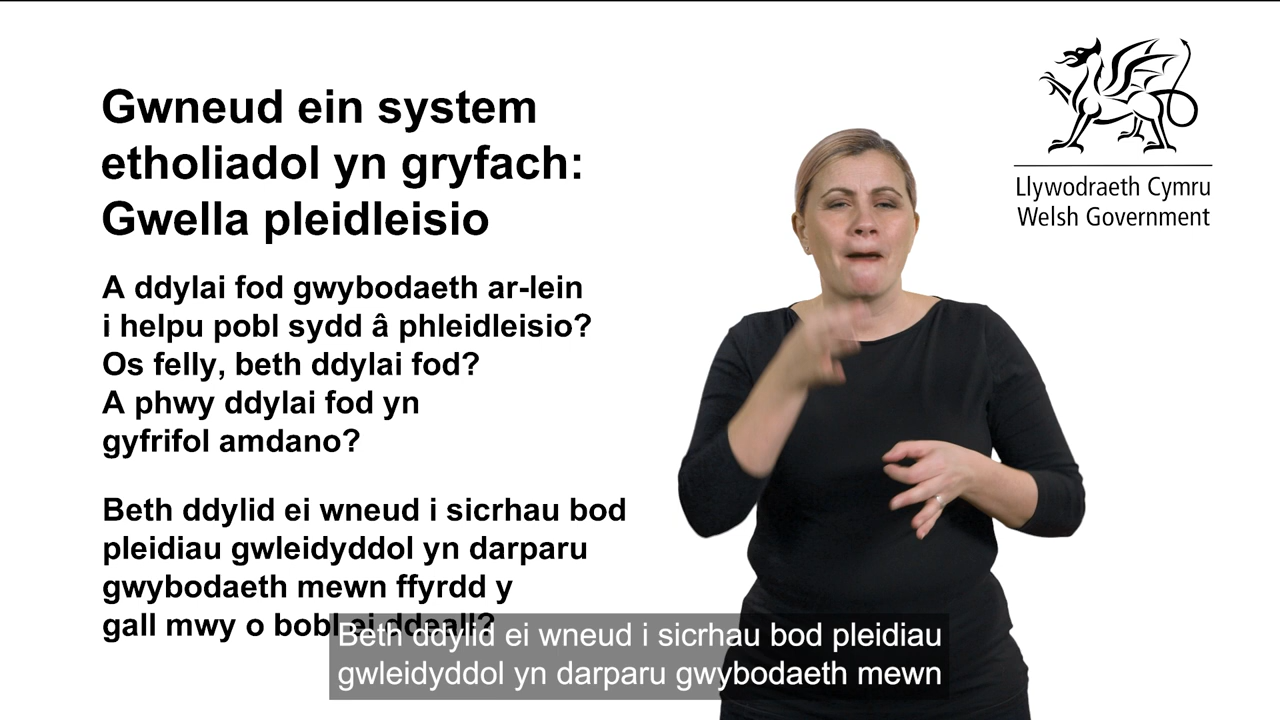 Gwneud ein system
etholiadol yn gryfach:
Gwella pleidleisio
A ddylai fod gwybodaeth ar-lein
i helpu pobl sydd â phleidleisio?
Os felly, beth ddylai fod?
A phwy ddylai fod yn
gyfrifol amdano?
Beth ddylid ei wneud i sicrhau bod
pleidiau gwleidyddol yn darparu
gwybodaeth mewn ffyrdd y
gall mwy o bobl ei ddeall?
Llywodraeth Cymru
Welsh Government
Beth ddylid ei wneud i sicrhau bod pleidiau
gwleidyddol yn darparu gwybodaeth mewn